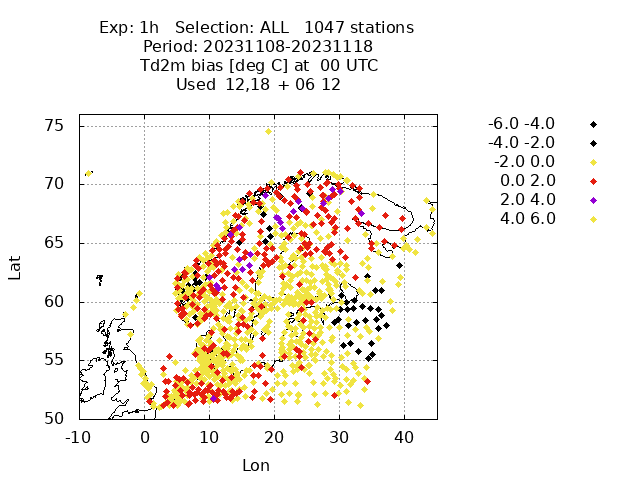 Exp: 1h   Selection: ALL   1047 stations
Period: 20231108-20231118
Td2m bias [deg C] at  00 UTC
Used  12,18 + 06 12
75
70
65
60
55
50
Lat
-10 0 10 20 30 40
Lon
-6.0 -4.0
-4.0 -2.0
-2.0 0.0
0.0 2.0
2.0 4.0
4.0 6.0